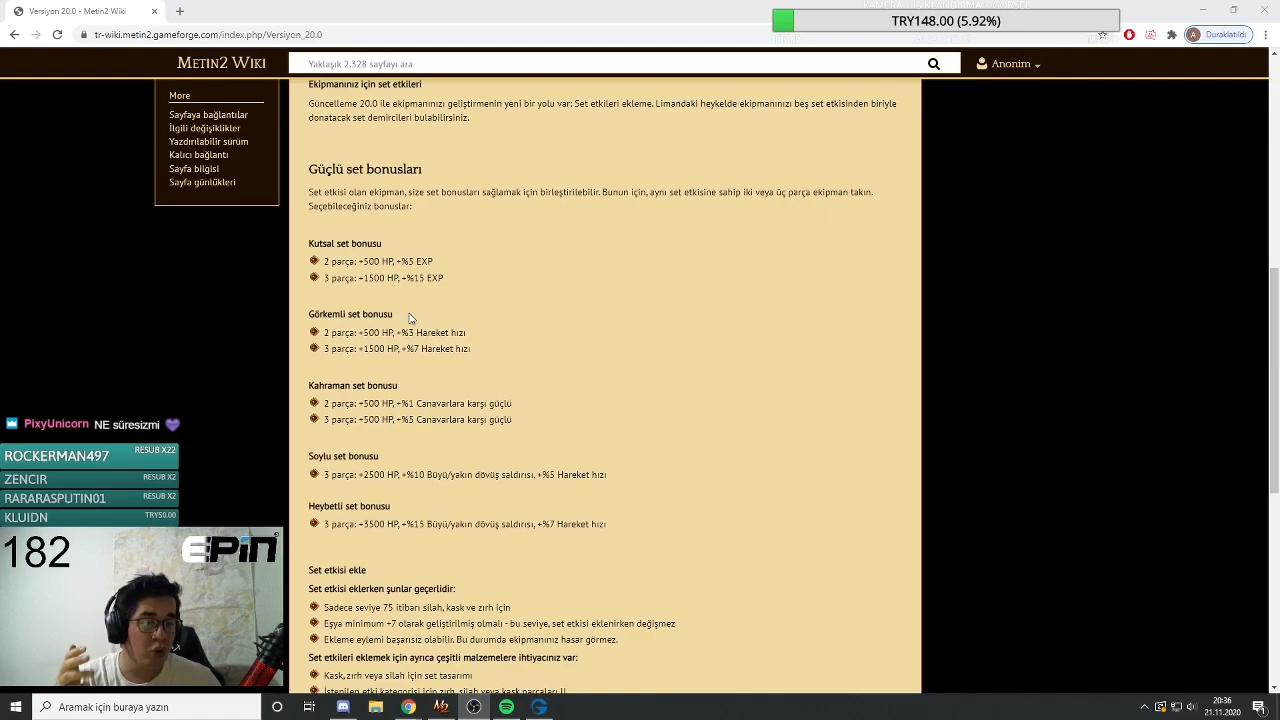 Versiyon 20.0 - Metin2 Wiki
TRY148.00 (5.92%)
tr-wiki.metin2.gameforge.com/index.php/Versiyon_20.0
A Duraklatıldı
METIN2 WIKI
Yaklaşık 2.328 sayfayı ara
Anonim
More
Sayfaya bağlantılar
İlgili değişiklikler
Yazdırılabilir sürüm
Kalıcı bağlantı
Sayfa bilgisi
Sayfa günlükleri
Ekipmanınız için set etkileri
Güncelleme 20.0 ile ekipmanınızı geliştirmenin yeni bir yolu var: Set etkileri ekleme. Limandaki heykelde ekipmanınızı beş set etkisinden biriyle
donatacak set demircileri bulabilirsiniz.
Güçlü set bonusları
Set etkisi olan ekipman, size set bonusları sağlamak için birleştirilebilir. Bunun için, aynı set etkisine sahip iki veya üç parça ekipman takın.
Seçebileceğiniz bonuslar:
Kutsal set bonusu
2 parça: +500 HP, +%5 EXP
3 parça: +1500 HP, +%15 EXP
Görkemli set bonusu
2 parça: +500 HP, +%3 Hareket hızı
3 parça: +1500 HP, +%7 Hareket hızı
Kahraman set bonusu
2 parça: +500 HP, +%1 Canavarlara karşı güçlü
3 parça: +500 HP, +%5 Canavarlara karşı güçlü
Soylu set bonusu
3 parça: +2500 HP, +%10 Büyü/yakın dövüş saldırısı, +%5 Hareket hızı
Heybetli set bonusu
3 parça: +3500 HP, +%15 Büyü/yakın dövüş saldırısı, +%7 Hareket hızı
Set etkisi ekle
Set etkisi eklerken şunlar geçerlidir:
Sadece seviye 75 itibarı silah, kask ve zırh için
Eşya minimum +7 olarak geliştirilmiş olmalı - bu seviye, set etkisi eklenirken değişmez
Ekleme eylemi başarısız olabilir. Bu durumda ekipmanınız hasar görmez.
Set etkileri eklemek için ayrıca çeşitli malzemelere ihtiyacınız var:
Kask, zırh veya silah için set tasarımı
İstenilen etki kategorisi için zırh, silah veya kask parçaları II
PixyUnicorn NE süresizmi
ROCKERMAN497 RESUB X22
ZENCIR RESUB X2
RARARASPUTIN01 RESUB X2
KLUIDN TRY50.00
182
EPiN
Aramak için buraya yazın
20:36
21.11.2020